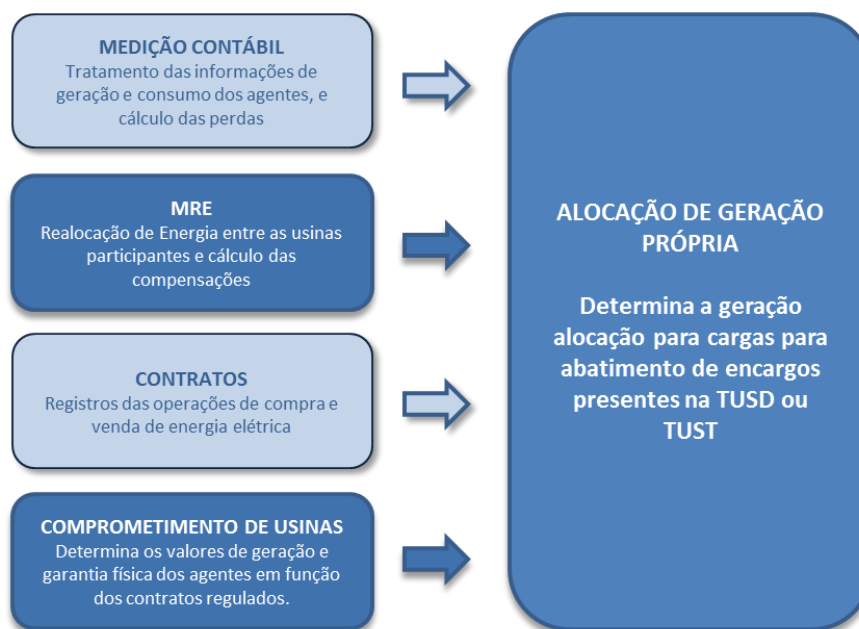 MEDIÇÃO CONTÁBIL
Tratamento das informações de
geração e consumo dos agentes, e
cálculo das perdas
MRE
Realocação de Energia entre as usinas
participantes e cálculo das
compensações
CONTRATOS
Registros das operações de compra e
venda de energia elétrica
COMPROMETIMENTO DE USINAS
Determina os valores de geração e
garantia física dos agentes em função
dos contratos regulados.
ALOCAÇÃO DE GERAÇÃO
PRÓPRIA
Determina a geração
alocação para cargas para
abatimento de encargos
presentes na TUSD ou
TUST